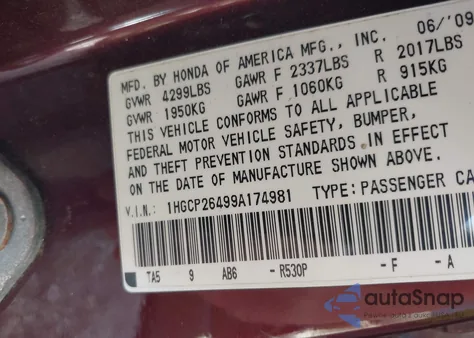 MFD. BY HONDA OF AMERICA MFG., INC. 06/'09
GVWR 4299LBS GAWR F 2337LBS R 2017LBS
GVWR 1950KG GAWR F 1060KG R 915KG
THIS VEHICLE CONFORMS TO ALL APPLICABLE
FEDERAL MOTOR VEHICLE SAFETY, BUMPER,
AND THEFT PREVENTION STANDARDS IN EFFECT
ON THE DATE OF MANUFACTURE SHOWN ABOVE.
V.I.N.: 1HGCP26499A174981 TYPE: PASSENGER CA
TA5 9 AB6 -R530P -F -A
autoSnap